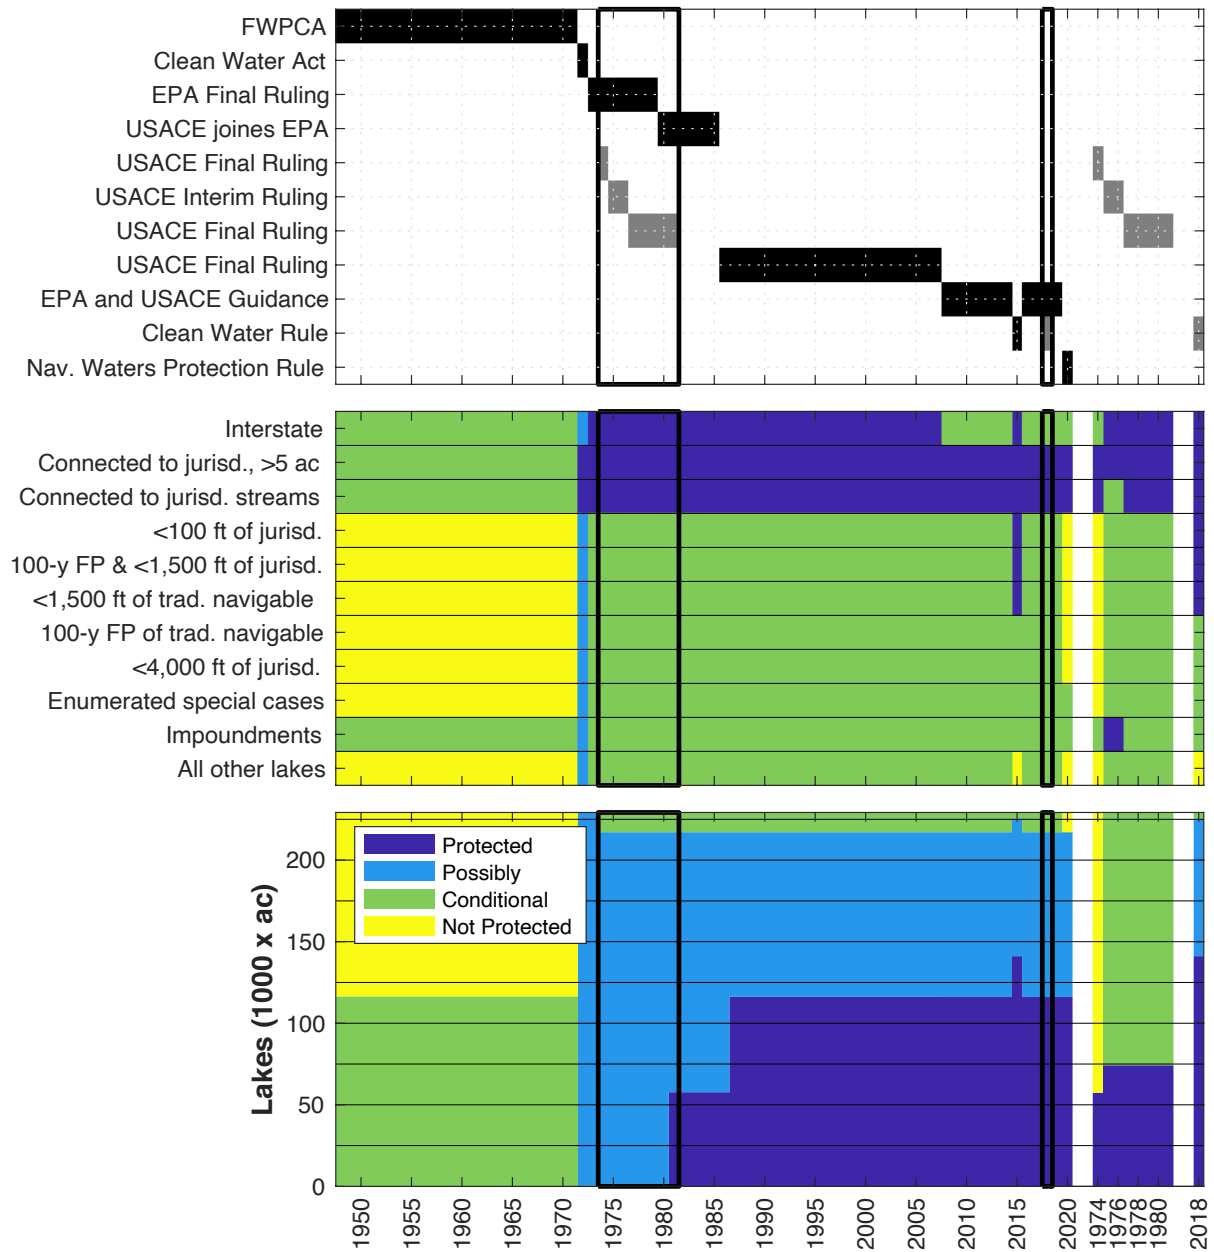 FWPCA
Clean Water Act
EPA Final Ruling
USACE joines EPA
USACE Final Ruling
USACE Interim Ruling
USACE Final Ruling
USACE Final Ruling
EPA and USACE Guidance
Clean Water Rule
Nav. Waters Protection Rule
Interstate
Connected to jurisd., >5 ac
Connected to jurisd. streams
<100 ft of jurisd.
100-y FP & <1,500 ft of jurisd.
<1,500 ft of trad. navigable
100-y FP of trad. navigable
<4,000 ft of jurisd.
Enumerated special cases
Impoundments
All other lakes
Protected
Possibly
Conditional
Not Protected
Lakes (1000 x ac)
200
150
100
50
0
1950
1955
1960
1965
1970
1975
1980
1985
1990
1995
2000
2005
2010
2015
2020
1974
1976
1978
1980
2018